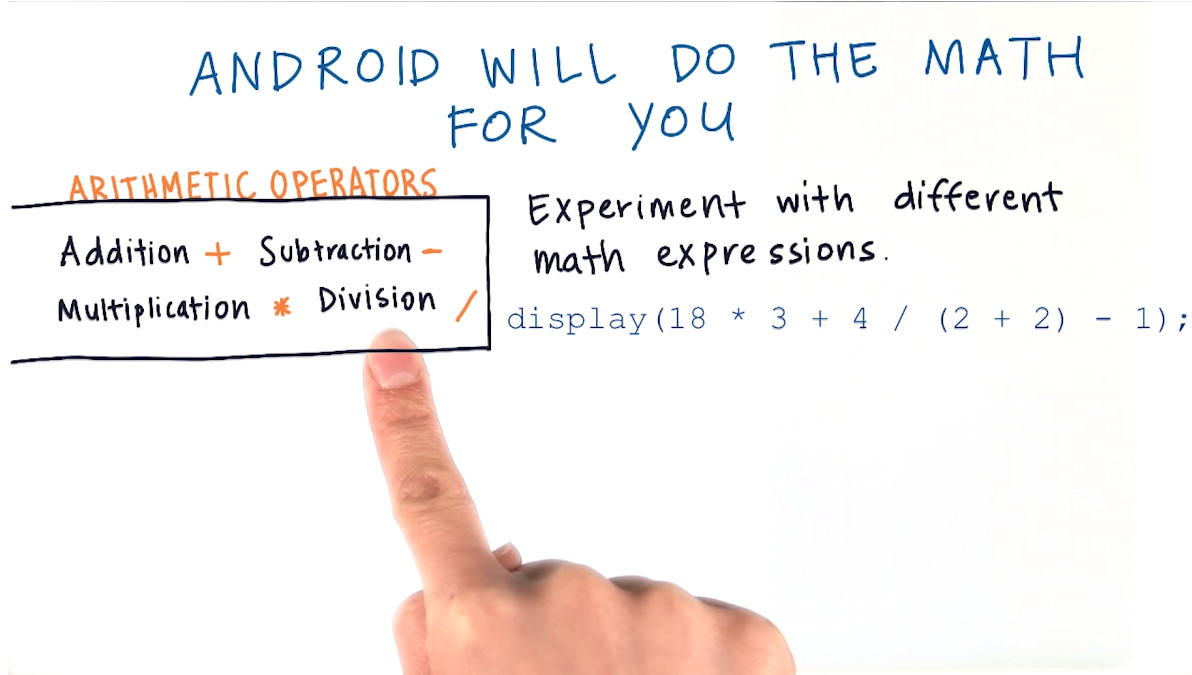 ANDROID WILL DO THE MATH
FOR YOU
ARITHMETIC OPERATORS
Addition + Subtraction -
Multiplication * Division /
Experiment with different
math expressions.
display(18 * 3 + 4 / (2 + 2) - 1);